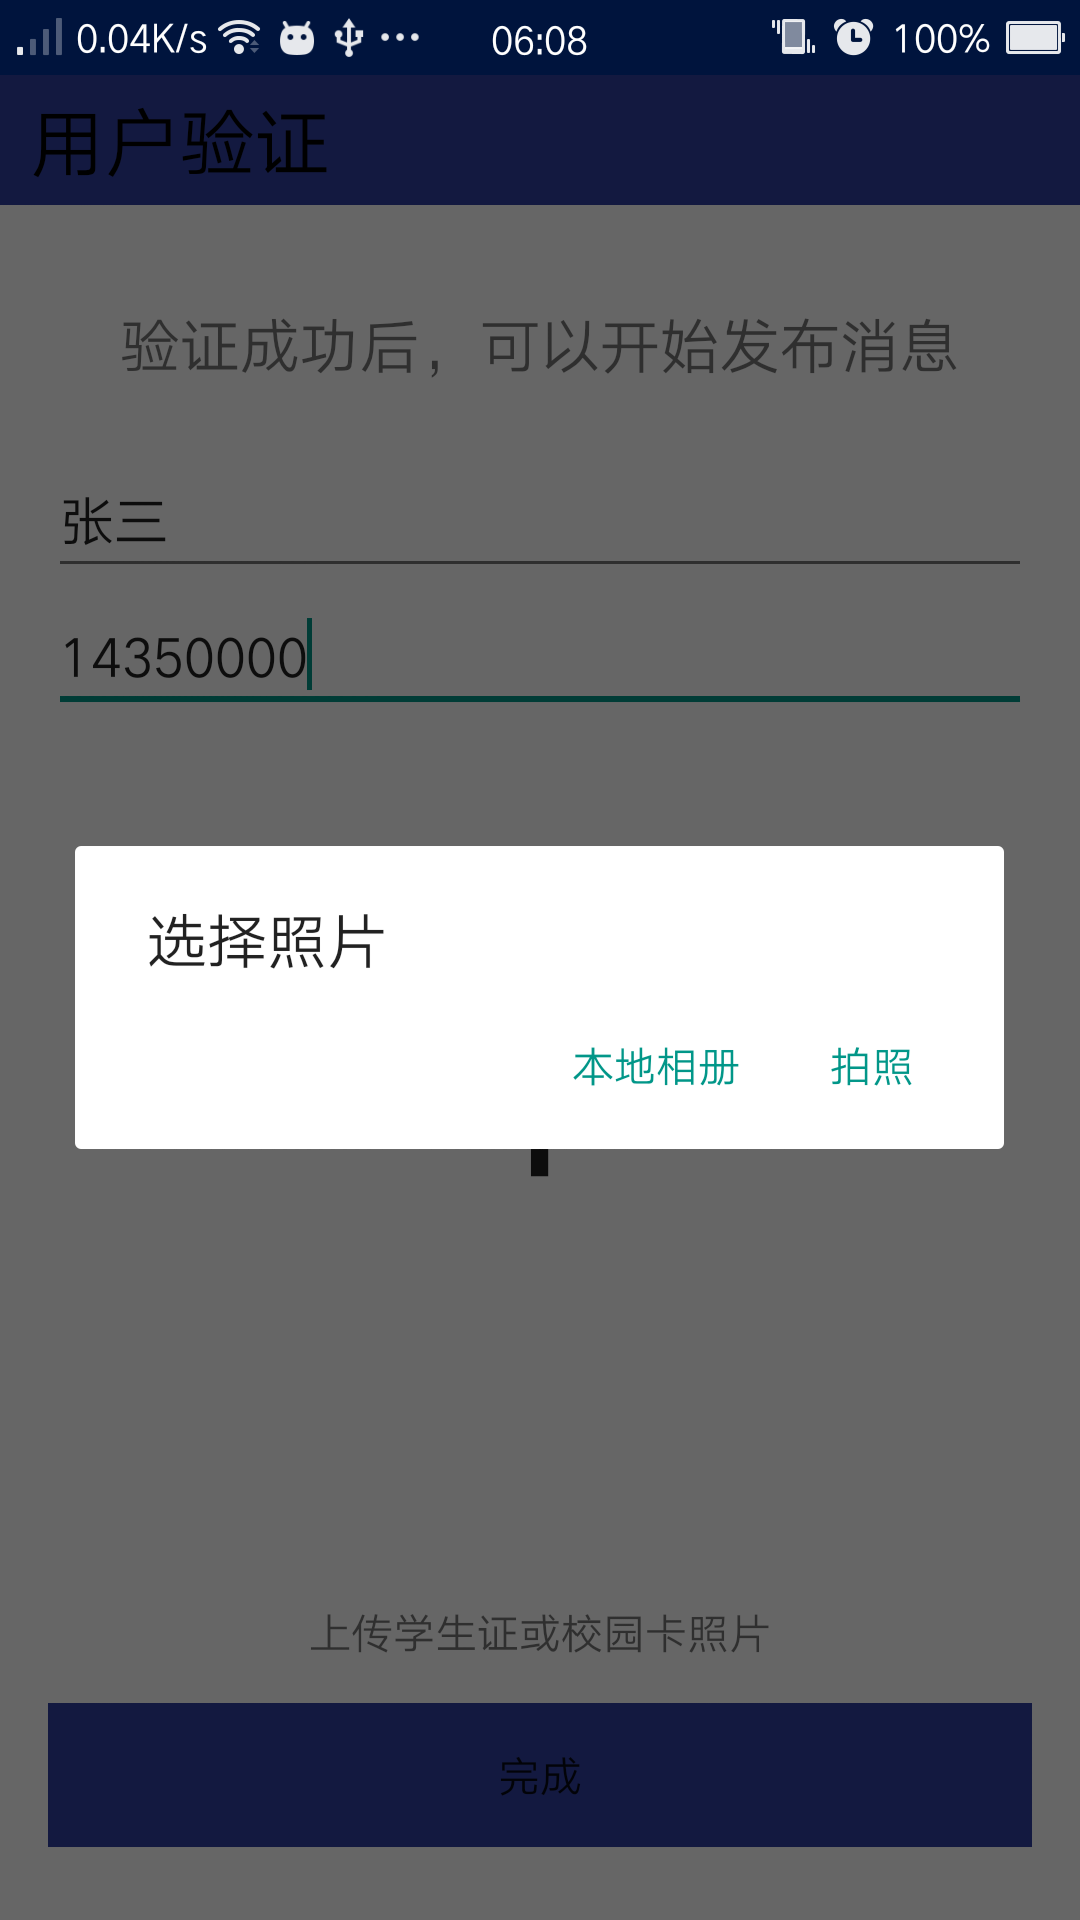 0.04K/s 06:08 100%
用户验证
验证成功后，可以开始发布消息
张三
14350000
选择照片
本地相册 拍照
上传学生证或校园卡照片
完成